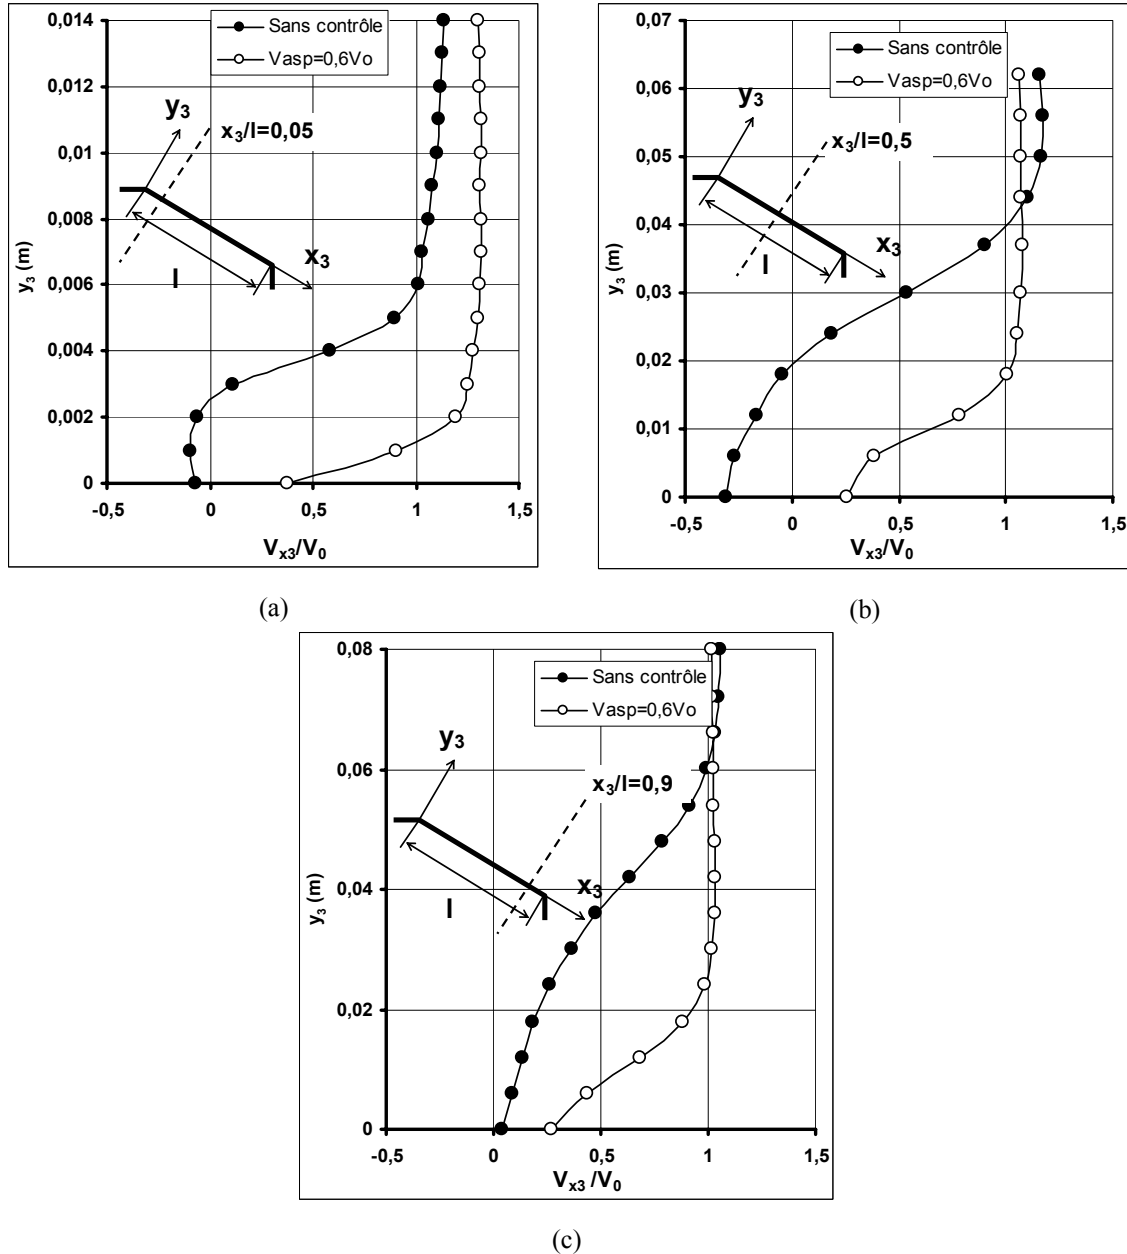 Sans contrôle
Vasp=0,6Vo
y₃
x₃/l=0,05
x₃
l
0,014
0,012
0,01
0,008
0,006
0,004
0,002
0
y₃ (m)
-0,5 0 0,5 1 1,5
Vₓ₃/V₀
(a)
Sans contrôle
Vasp=0,6Vo
y₃
x₃/l=0,5
x₃
l
0,07
0,06
0,05
0,04
0,03
0,02
0,01
0
y₃ (m)
-0,5 0 0,5 1 1,5
Vₓ₃/V₀
(b)
Sans contrôle
Vasp=0,6Vo
y₃
x₃/l=0,9
x₃
l
0,08
0,06
0,04
0,02
0
y₃ (m)
-0,5 0 0,5 1 1,5
Vₓ₃ /V₀
(c)